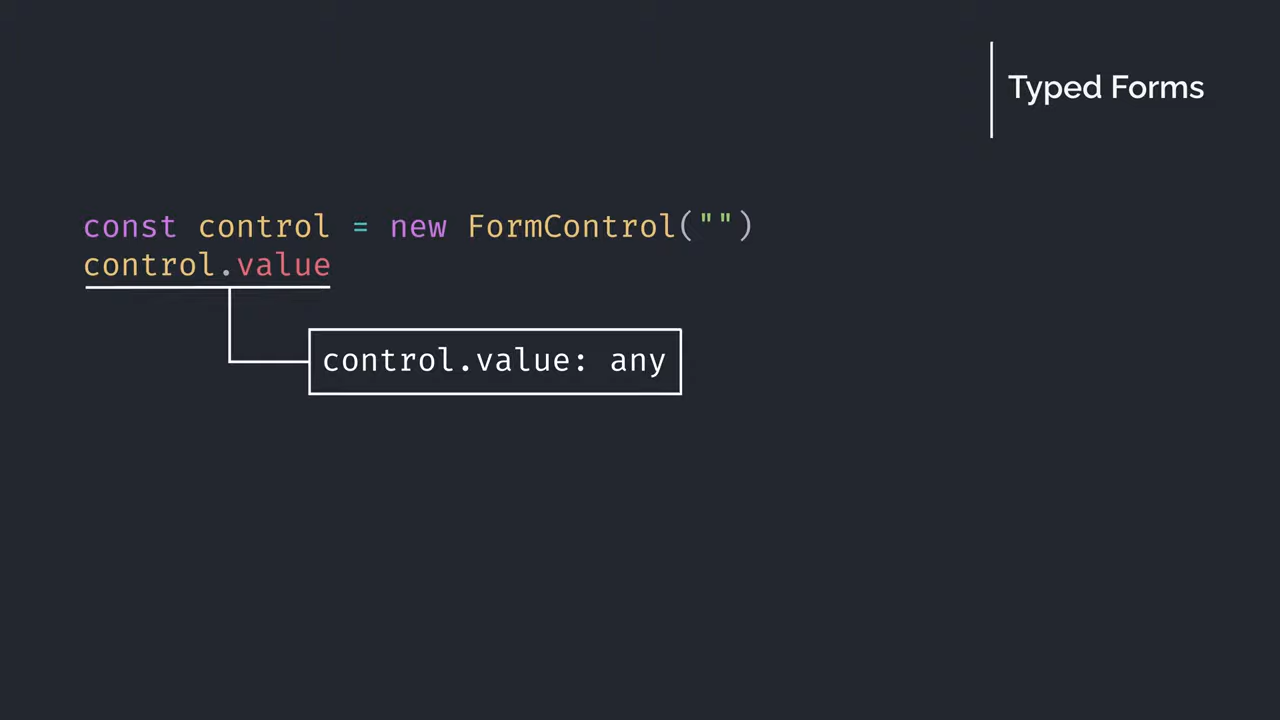 Typed Forms
const control = new FormControl("")
control.value
control.value: any